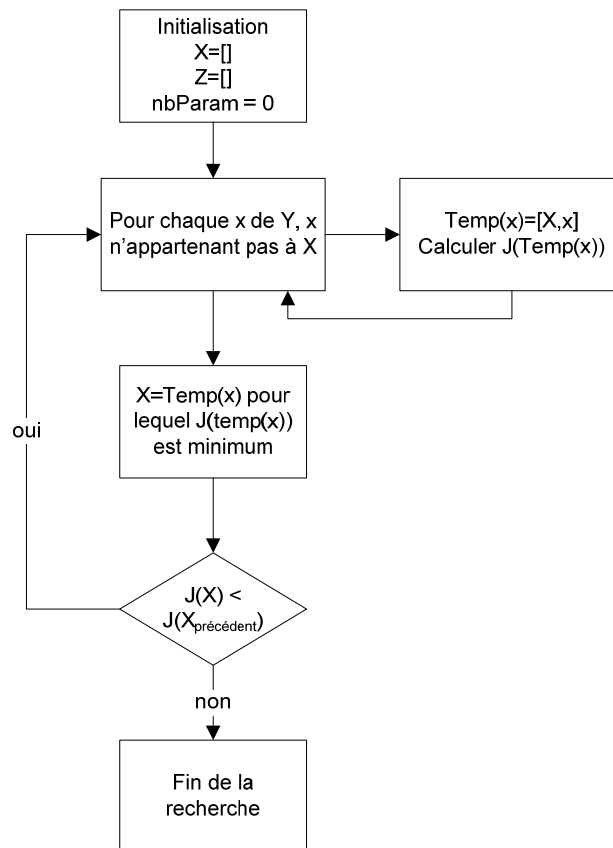 Initialisation
X=[]
Z=[]
nbParam = 0
Pour chaque x de Y, x
n'appartenant pas à X
Temp(x)=[X,x]
Calculer J(Temp(x))
X=Temp(x) pour
lequel J(temp(x))
est minimum
oui
J(X) <
J(Xprécédent)
non
Fin de la
recherche